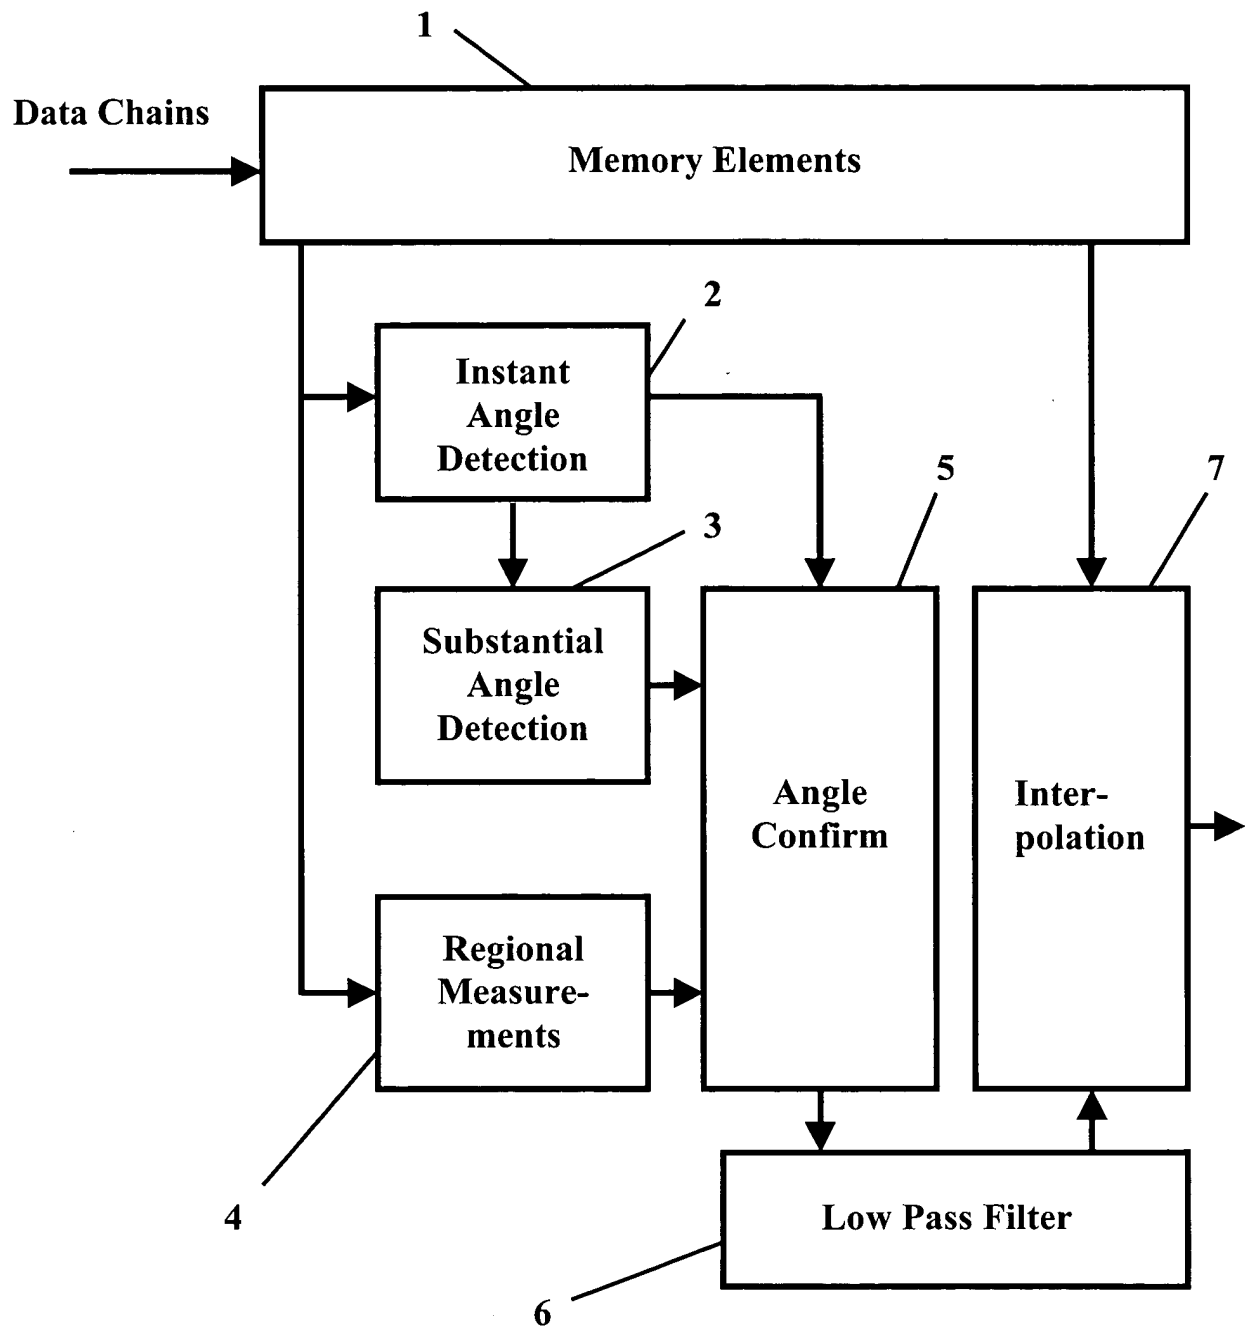 1
Data Chains
Memory Elements
2
Instant
Angle
Detection
3
5
7
Substantial
Angle
Detection
Angle
Confirm
Inter-
polation
Regional
Measure-
ments
4
Low Pass Filter
6